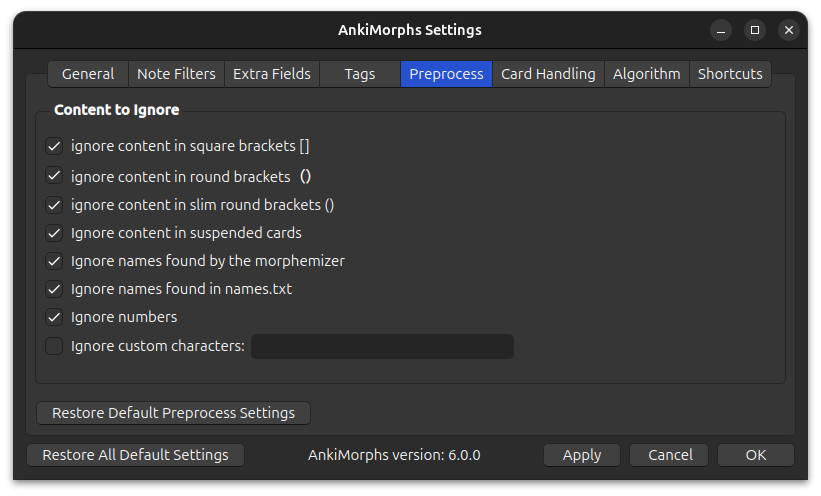 AnkiMorphs Settings
General Note Filters Extra Fields Tags Preprocess Card Handling Algorithm Shortcuts
Content to Ignore
ignore content in square brackets []
ignore content in round brackets （）
ignore content in slim round brackets ()
Ignore content in suspended cards
Ignore names found by the morphemizer
Ignore names found in names.txt
Ignore numbers
Ignore custom characters:
Restore Default Preprocess Settings
Restore All Default Settings AnkiMorphs version: 6.0.0 Apply Cancel OK